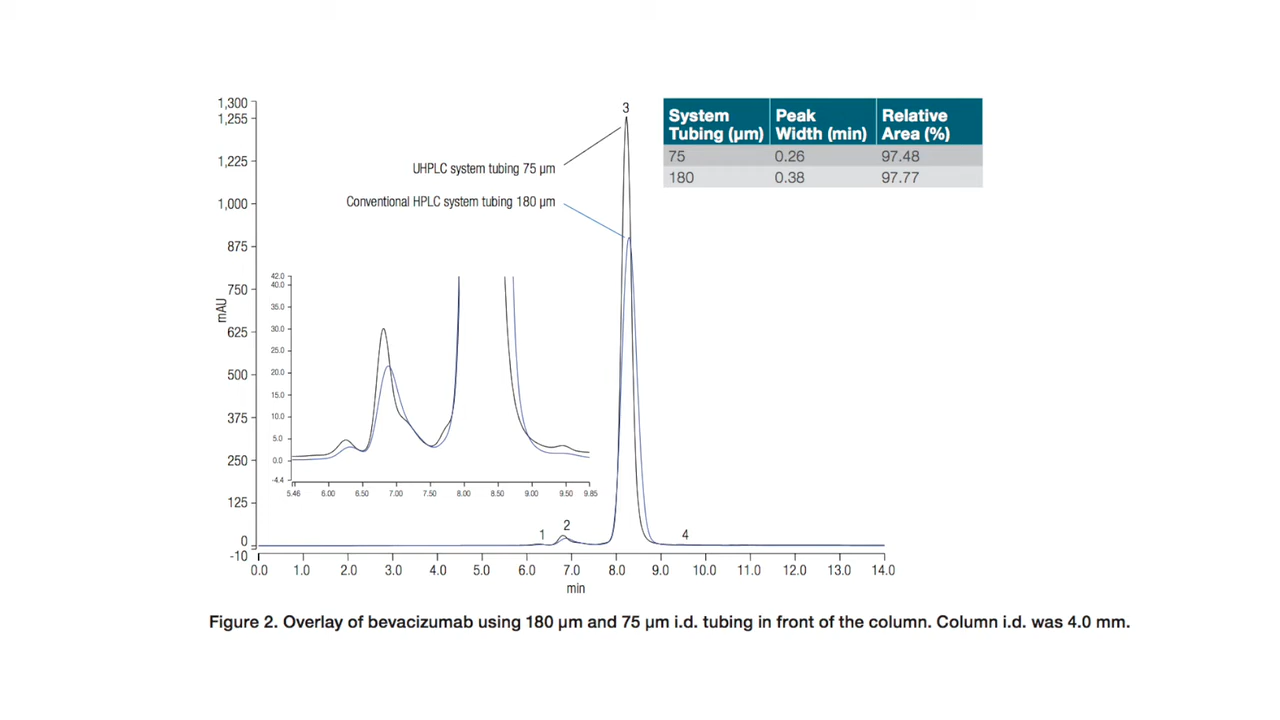 1,300
1,255
1,225
1,000
875
750
625
500
375
250
125
0
-10
mAU
3
UHPLC system tubing 75 µm
Conventional HPLC system tubing 180 µm
System Tubing (µm) Peak Width (min) Relative Area (%)
75 0.26 97.48
180 0.38 97.77
42.0
40.0
35.0
30.0
25.0
20.0
15.0
10.0
5.0
0.0
-4.4
5.46 6.00 6.50 7.00 7.50 8.00 8.50 9.00 9.50 9.85
1 2 4
0.0 1.0 2.0 3.0 4.0 5.0 6.0 7.0 8.0 9.0 10.0 11.0 12.0 13.0 14.0
min
Figure 2. Overlay of bevacizumab using 180 µm and 75 µm i.d. tubing in front of the column. Column i.d. was 4.0 mm.